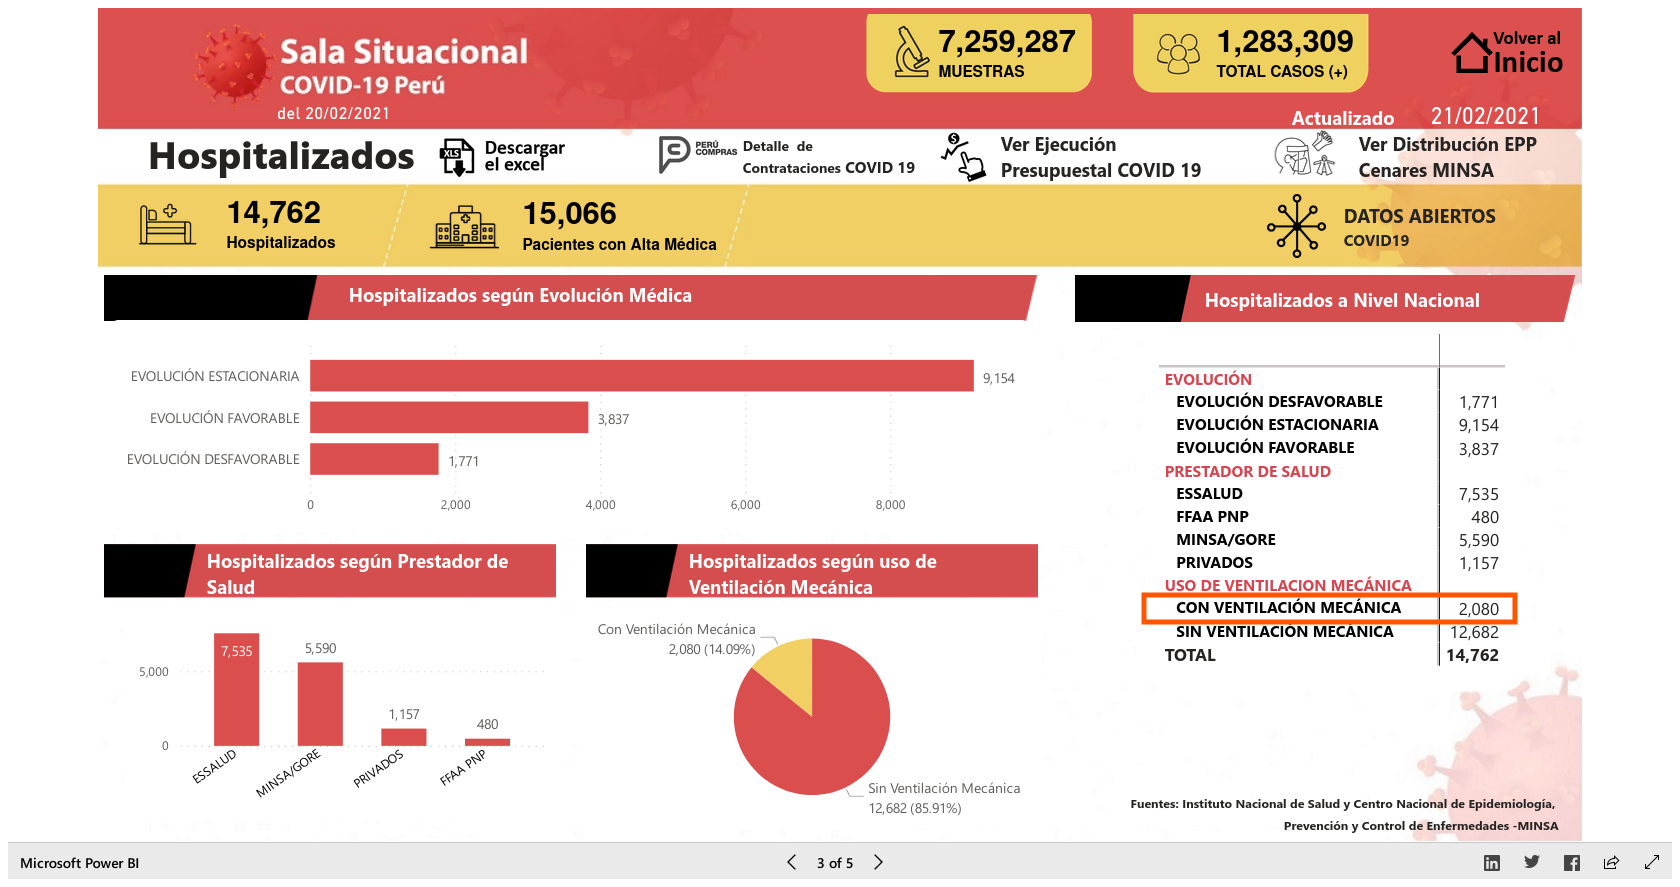 Sala Situacional
COVID-19 Perú
del 20/02/2021
7,259,287
MUESTRAS
1,283,309
TOTAL CASOS (+)
Volver al
Inicio
Actualizado 21/02/2021
Hospitalizados
XLS
Descargar
el excel
PERÚ
COMPRAS
Detalle de
Contrataciones COVID 19
Ver Ejecución
Presupuestal COVID 19
Ver Distribución EPP
Cenares MINSA
14,762
Hospitalizados
15,066
Pacientes con Alta Médica
DATOS ABIERTOS
COVID19
Hospitalizados según Evolución Médica
EVOLUCIÓN ESTACIONARIA 9,154
EVOLUCIÓN FAVORABLE 3,837
EVOLUCIÓN DESFAVORABLE 1,771
0 2,000 4,000 6,000 8,000
Hospitalizados según Prestador de
Salud
7,535 5,590 1,157 480
5,000
0
ESSALUD MINSA/GORE PRIVADOS FFAA PNP
Hospitalizados según uso de
Ventilación Mecánica
Con Ventilación Mecánica
2,080 (14.09%)
Sin Ventilación Mecánica
12,682 (85.91%)
Hospitalizados a Nivel Nacional
EVOLUCIÓN
EVOLUCIÓN DESFAVORABLE 1,771
EVOLUCIÓN ESTACIONARIA 9,154
EVOLUCIÓN FAVORABLE 3,837
PRESTADOR DE SALUD
ESSALUD 7,535
FFAA PNP 480
MINSA/GORE 5,590
PRIVADOS 1,157
USO DE VENTILACION MECÁNICA
CON VENTILACIÓN MECÁNICA 2,080
SIN VENTILACIÓN MECÁNICA 12,682
TOTAL 14,762
Fuentes: Instituto Nacional de Salud y Centro Nacional de Epidemiología,
Prevención y Control de Enfermedades -MINSA
Microsoft Power BI
3 of 5